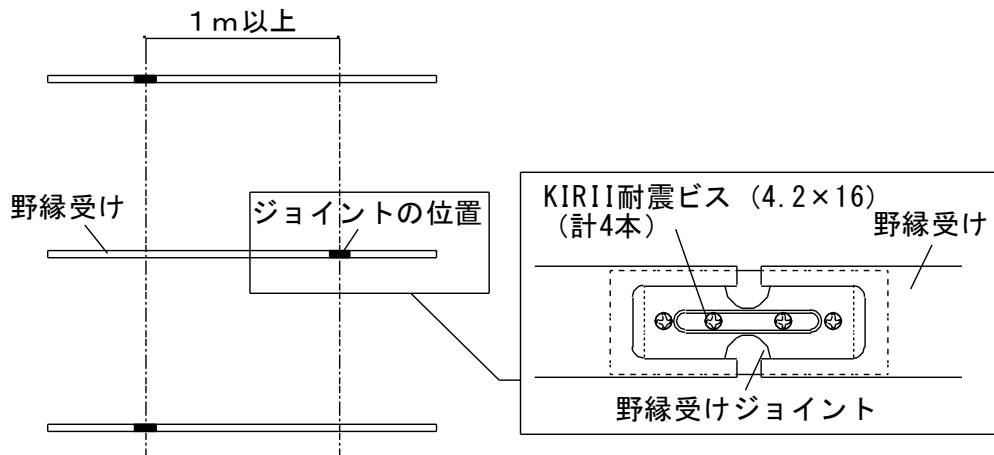 1m以上
野縁受け
ジョイントの位置
KIRII耐震ビス (4.2×16)
(計4本)
野縁受け
野縁受けジョイント